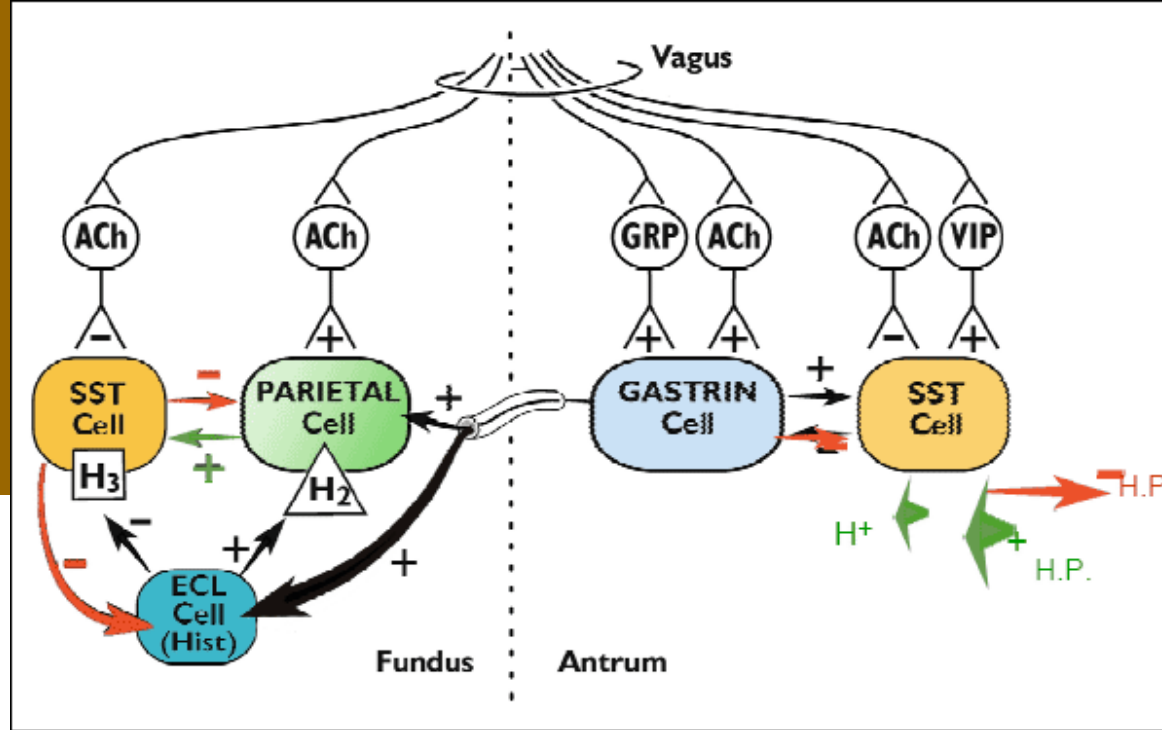 Vagus
ACh
ACh
GRP
ACh
ACh
VIP
-
+
+
+
-
+
SST
Cell
-
+
PARIETAL
Cell
+
GASTRIN
Cell
+
-
SST
Cell
H3
H2
-
+
+
-
ECL
Cell
(Hist)
H+
-
H.P
+
H.P.
Fundus
Antrum